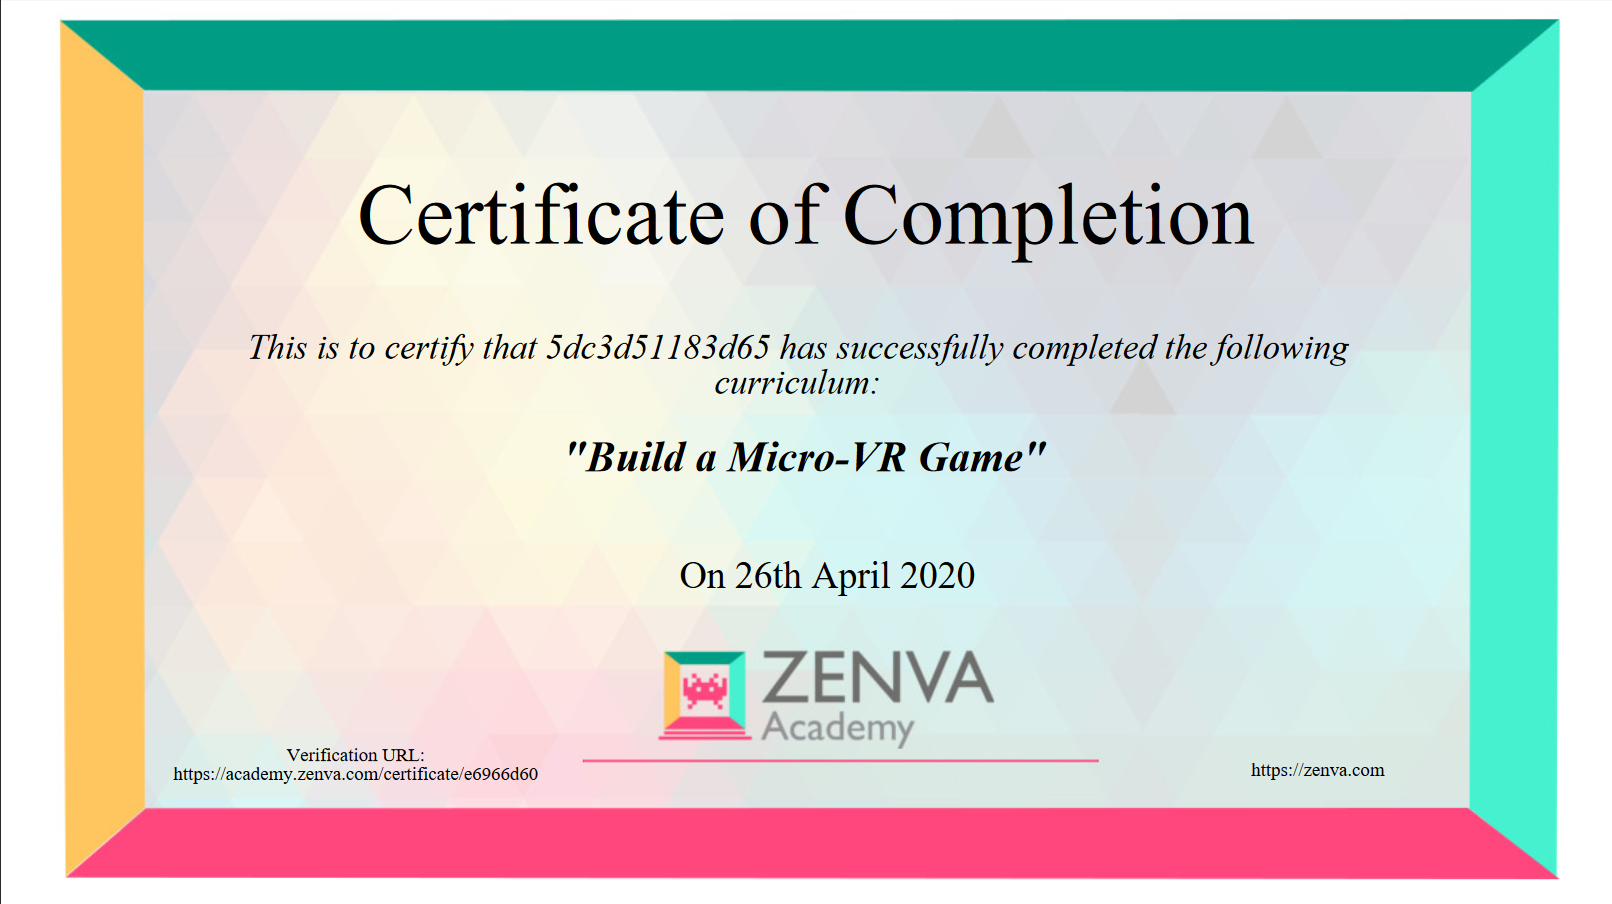 Certificate of Completion
This is to certify that 5dc3d51183d65 has successfully completed the following
curriculum:
"Build a Micro-VR Game"
On 26th April 2020
ZENVA
Academy
Verification URL:
https://academy.zenva.com/certificate/e6966d60
https://zenva.com